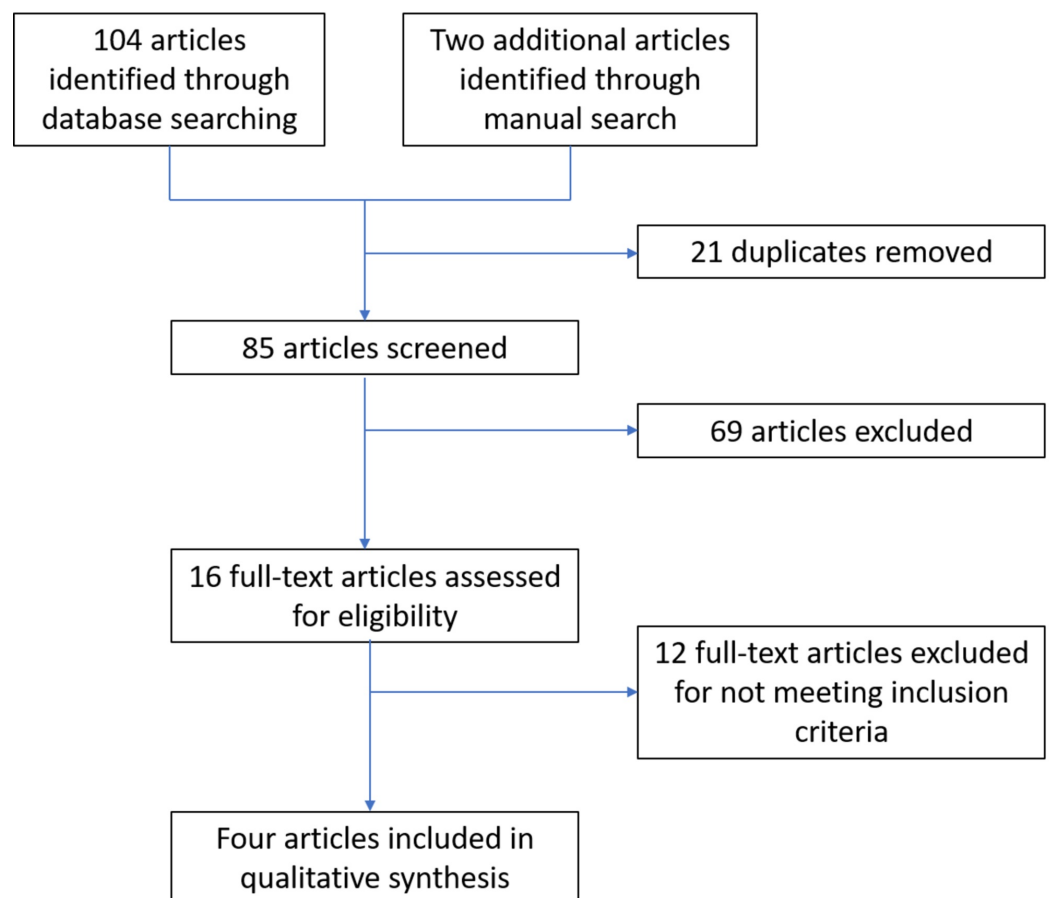 104 articles
identified through
database searching
Two additional articles
identified through
manual search
21 duplicates removed
85 articles screened
69 articles excluded
16 full-text articles assessed
for eligibility
12 full-text articles excluded
for not meeting inclusion
criteria
Four articles included in
qualitative synthesis